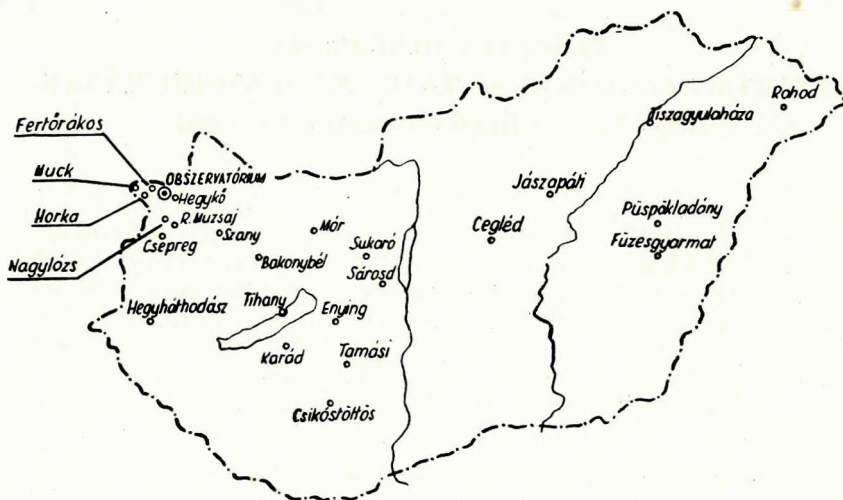 Fertőrákos
Muck
Horka
Nagylózs
OBSZERVATÓRIUM
Hegykő
R. Muzsaj
Csepreg
Szany
Mór
Bakonybél
Sukoró
Sárosd
Hegyháthodász
Tihany
Enying
Karád
Tamási
Csikóstőttős
Cegléd
Jászapáti
Tiszagyulaháza
Rohod
Püspökladány
Füzesgyarmat